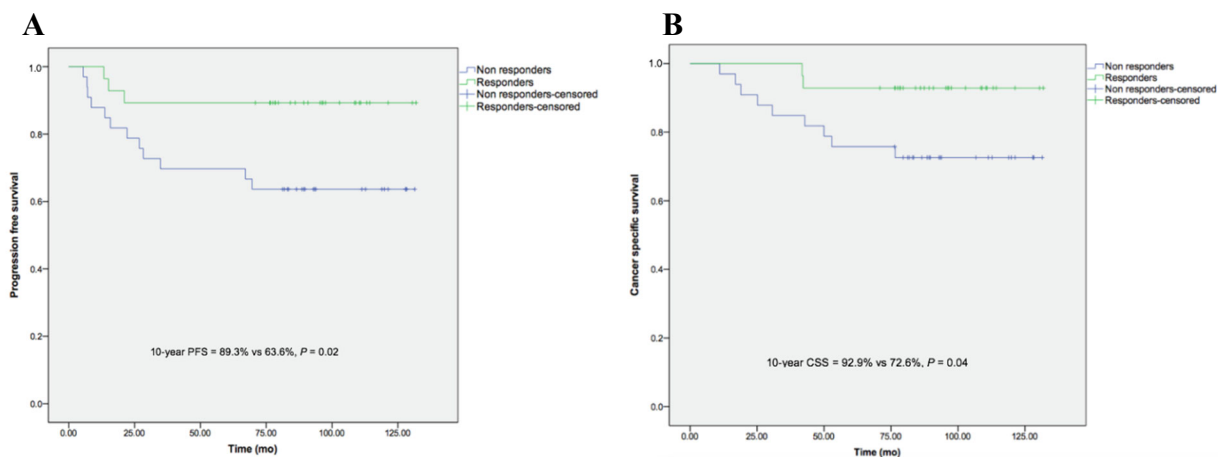 A
Non responders
Responders
Non responders-censored
Responders-censored
Progression free survival
1.0
0.8
0.6
0.4
0.2
0.0
10-year PFS = 89.3% vs 63.6%, P = 0.02
0.00 25.00 50.00 75.00 100.00 125.00
Time (mo)
B
Non responders
Responders
Non responders-censored
Responders-censored
Cancer specific survival
1.0
0.8
0.6
0.4
0.2
0.0
10-year CSS = 92.9% vs 72.6%, P = 0.04
0.00 25.00 50.00 75.00 100.00 125.00
Time (mo)